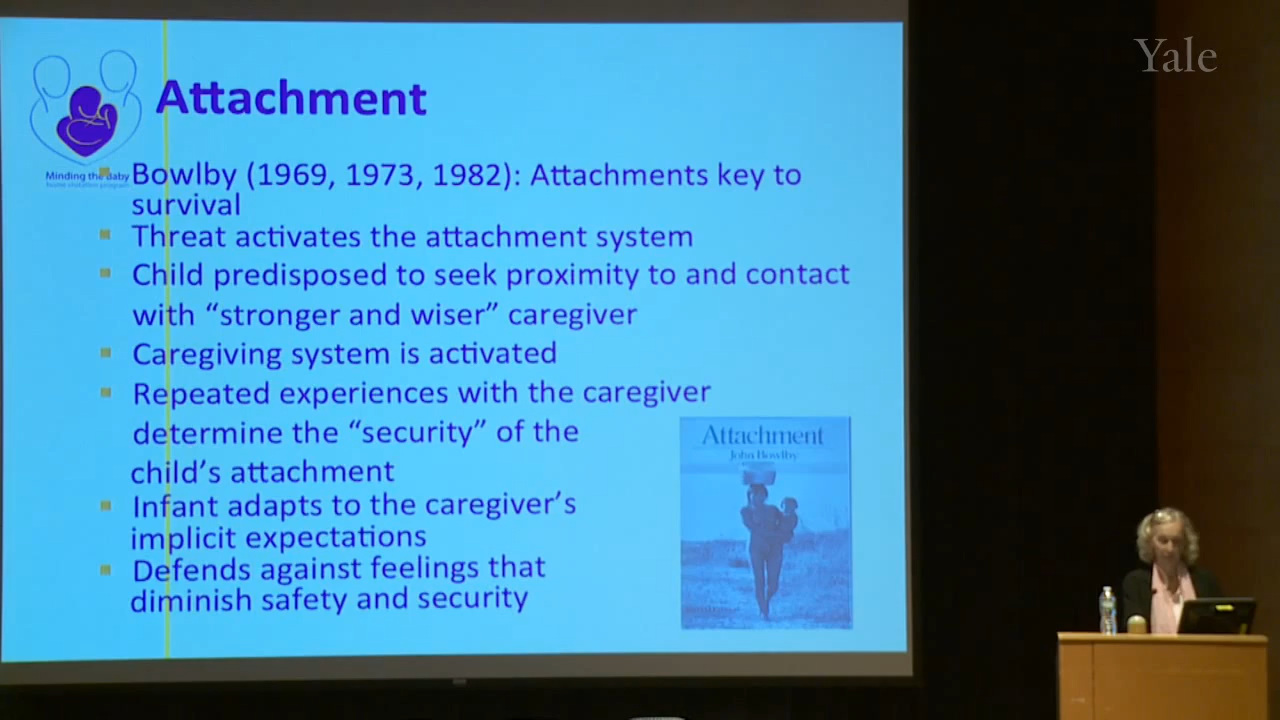 Yale
Attachment
Minding the Baby
home visitation program
Bowlby (1969, 1973, 1982): Attachments key to
survival
Threat activates the attachment system
Child predisposed to seek proximity to and contact
with “stronger and wiser” caregiver
Caregiving system is activated
Repeated experiences with the caregiver
determine the “security” of the
child’s attachment
Infant adapts to the caregiver’s
implicit expectations
Defends against feelings that
diminish safety and security
Attachment
John Bowlby